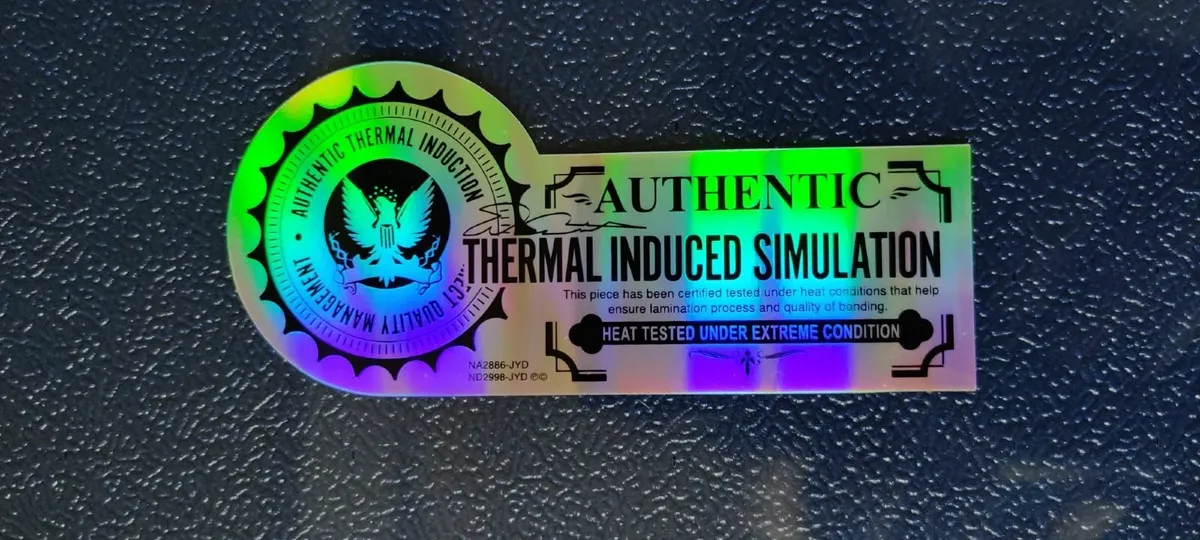 AUTHENTIC THERMAL INDUCTION
QUALITY MANAGEMENT
AUTHENTIC
THERMAL INDUCED SIMULATION
This piece has been certified tested under heat conditions that help
ensure lamination process and quality of bonding.
HEAT TESTED UNDER EXTREME CONDITION
NA2886-JYD
ND2998-JYD ℗©